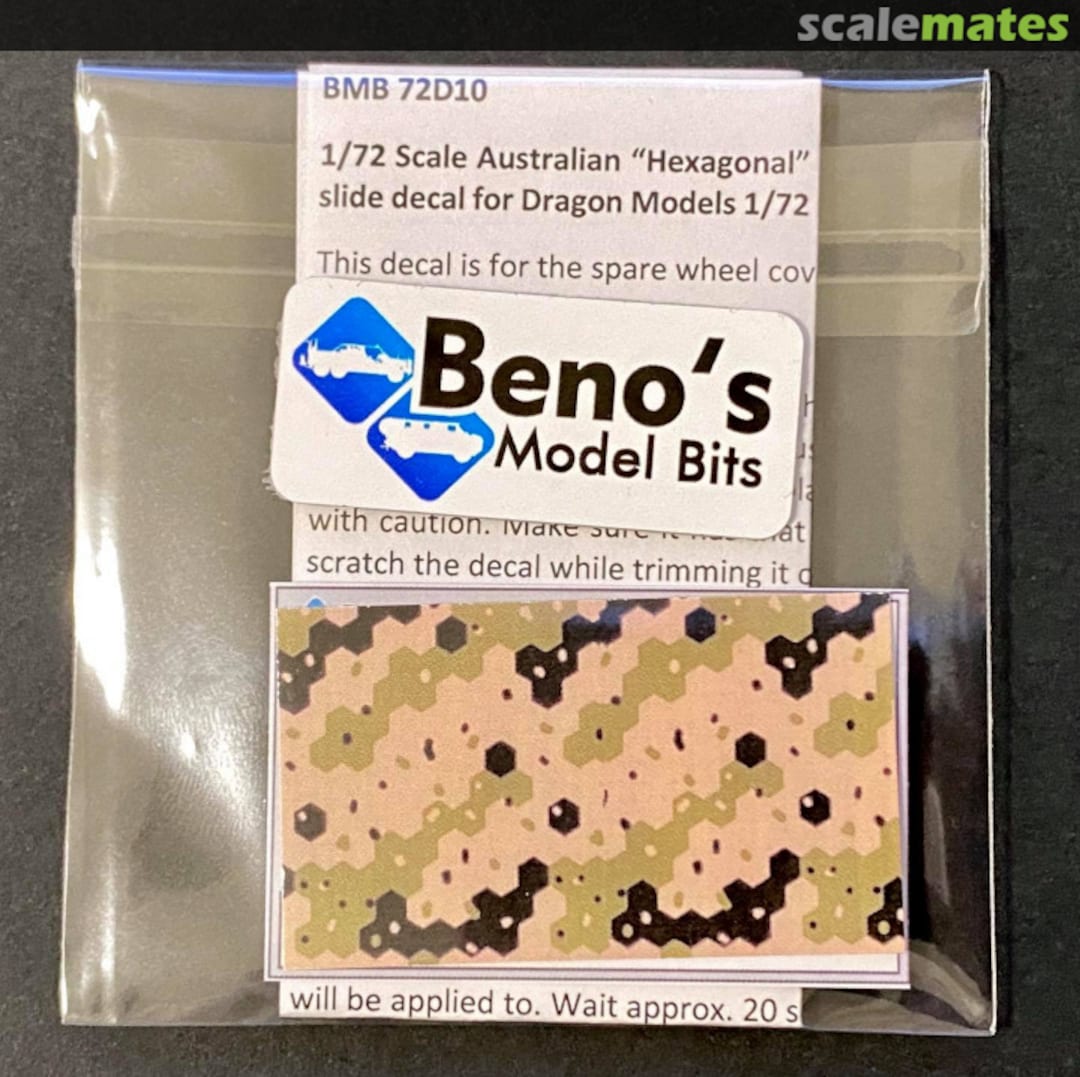 scalemates
BMB 72D10
1/72 Scale Australian “Hexagonal”
slide decal for Dragon Models 1/72
This decal is for the spare wheel cov
Beno's
Model Bits
with caution. Make sure it at
scratch the decal while trimming it
will be applied to. Wait approx. 20 s